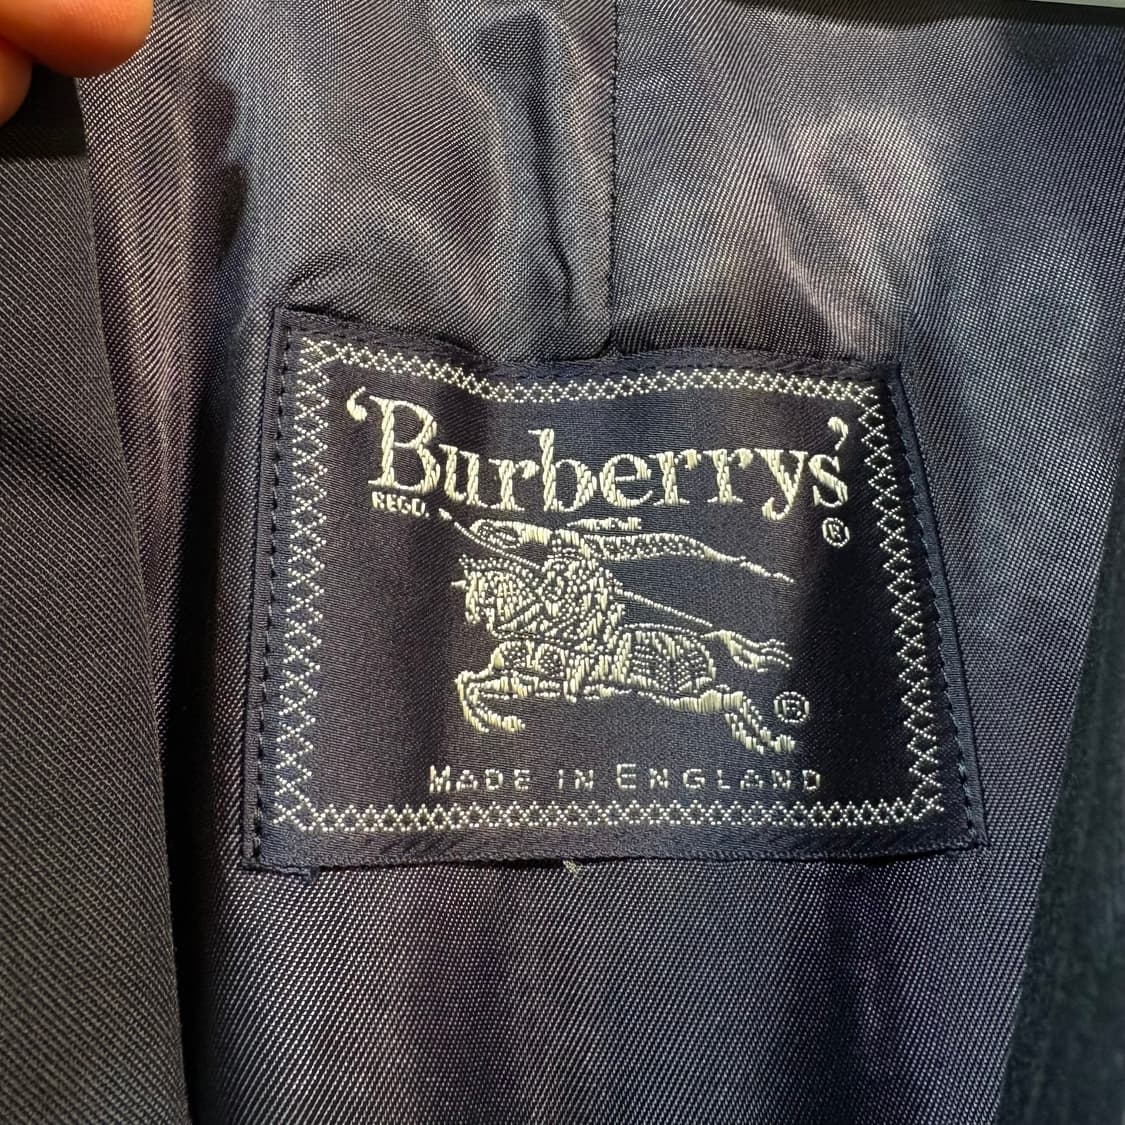 ‘Burberrys’
REGD. ®
®
MADE IN ENGLAND